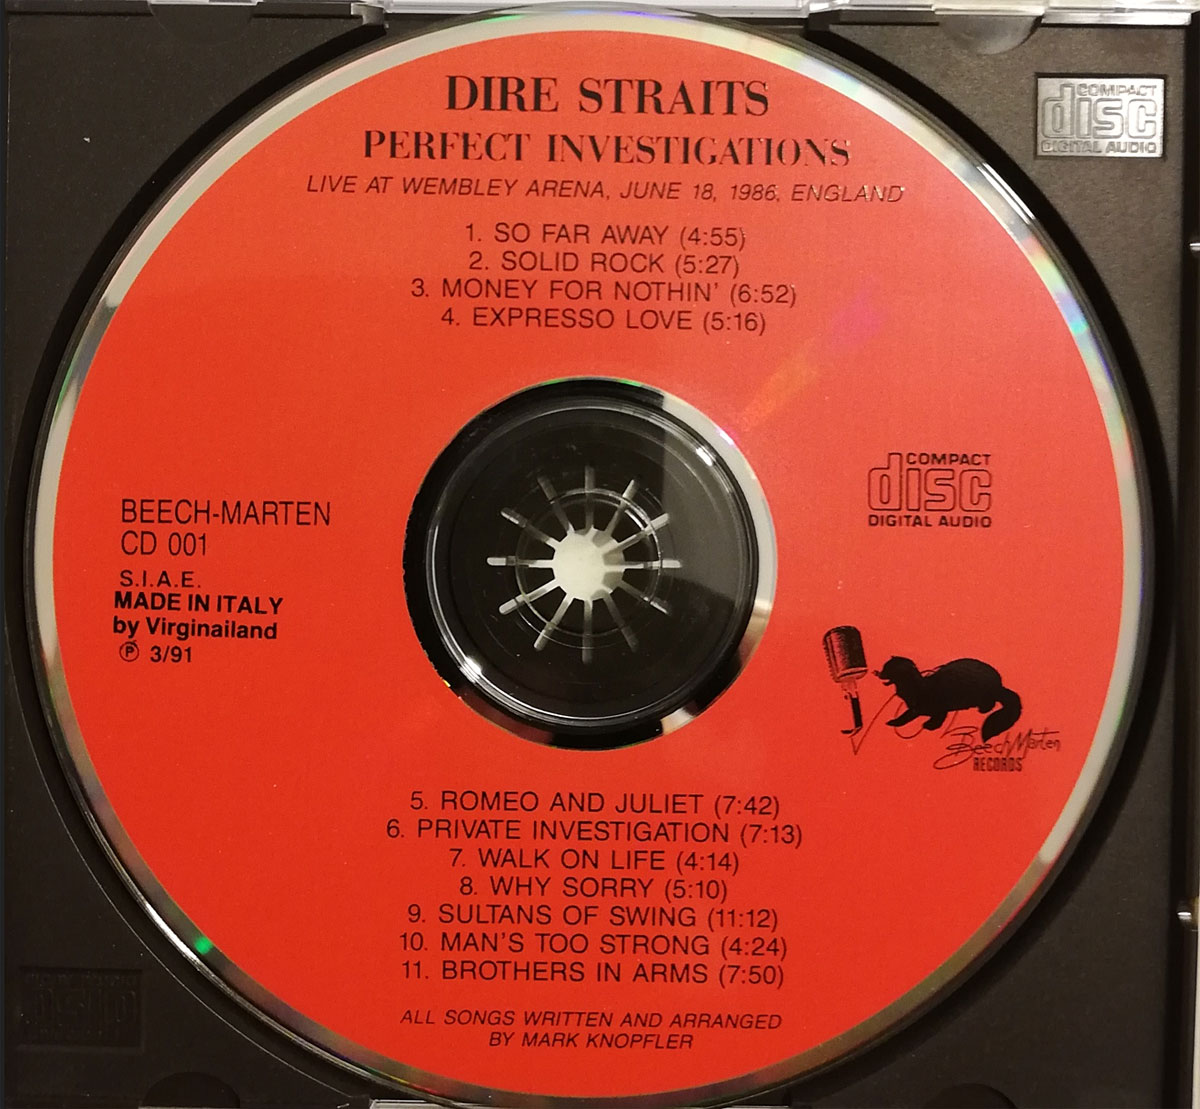 DIRE STRAITS
PERFECT INVESTIGATIONS
LIVE AT WEMBLEY ARENA, JUNE 18, 1986, ENGLAND
COMPACT
disc
DIGITAL AUDIO
1. SO FAR AWAY (4:55)
2. SOLID ROCK (5:27)
3. MONEY FOR NOTHIN' (6:52)
4. EXPRESSO LOVE (5:16)
COMPACT
disc
DIGITAL AUDIO
BEECH-MARTEN
CD 001
S.I.A.E.
MADE IN ITALY
by Virginailand
℗ 3/91
Beech Marten
RECORDS
5. ROMEO AND JULIET (7:42)
6. PRIVATE INVESTIGATION (7:13)
7. WALK ON LIFE (4:14)
8. WHY SORRY (5:10)
9. SULTANS OF SWING (11:12)
10. MAN'S TOO STRONG (4:24)
11. BROTHERS IN ARMS (7:50)
ALL SONGS WRITTEN AND ARRANGED
BY MARK KNOPFLER